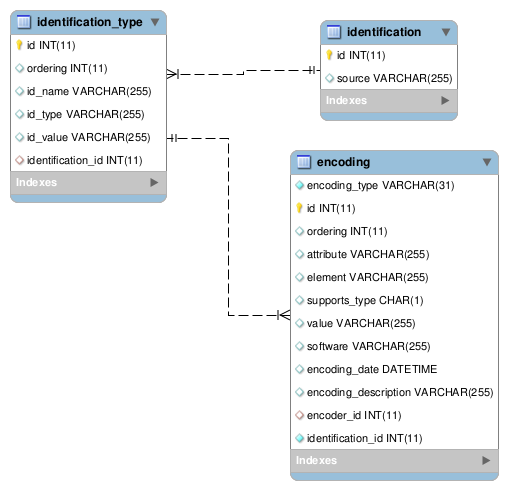 identification_type
id INT(11)
ordering INT(11)
id_name VARCHAR(255)
id_type VARCHAR(255)
id_value VARCHAR(255)
identification_id INT(11)
Indexes
identification
id INT(11)
source VARCHAR(255)
Indexes
encoding
encoding_type VARCHAR(31)
id INT(11)
ordering INT(11)
attribute VARCHAR(255)
element VARCHAR(255)
supports_type CHAR(1)
value VARCHAR(255)
software VARCHAR(255)
encoding_date DATETIME
encoding_description VARCHAR(255)
encoder_id INT(11)
identification_id INT(11)
Indexes